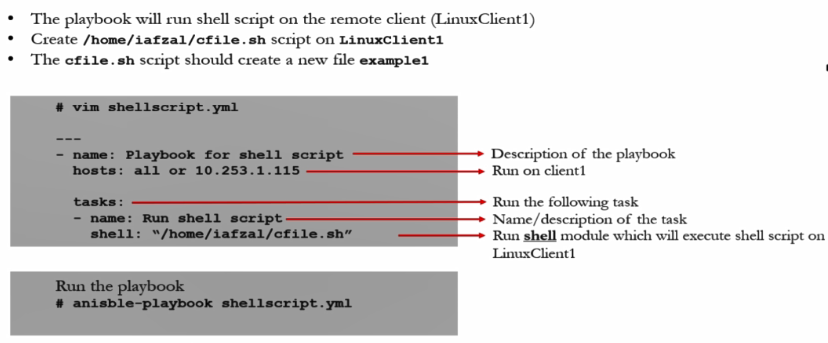 • The playbook will run shell script on the remote client (LinuxClient1)
• Create /home/iafzal/cfile.sh script on LinuxClient1
• The cfile.sh script should create a new file example1
# vim shellscript.yml
---
- name: Playbook for shell script
Description of the playbook
hosts: all or 10.253.1.115
Run on client1
tasks:
Run the following task
- name: Run shell script
Name/description of the task
shell: “/home/iafzal/cfile.sh”
Run shell module which will execute shell script on
LinuxClient1
Run the playbook
# anisble-playbook shellscript.yml